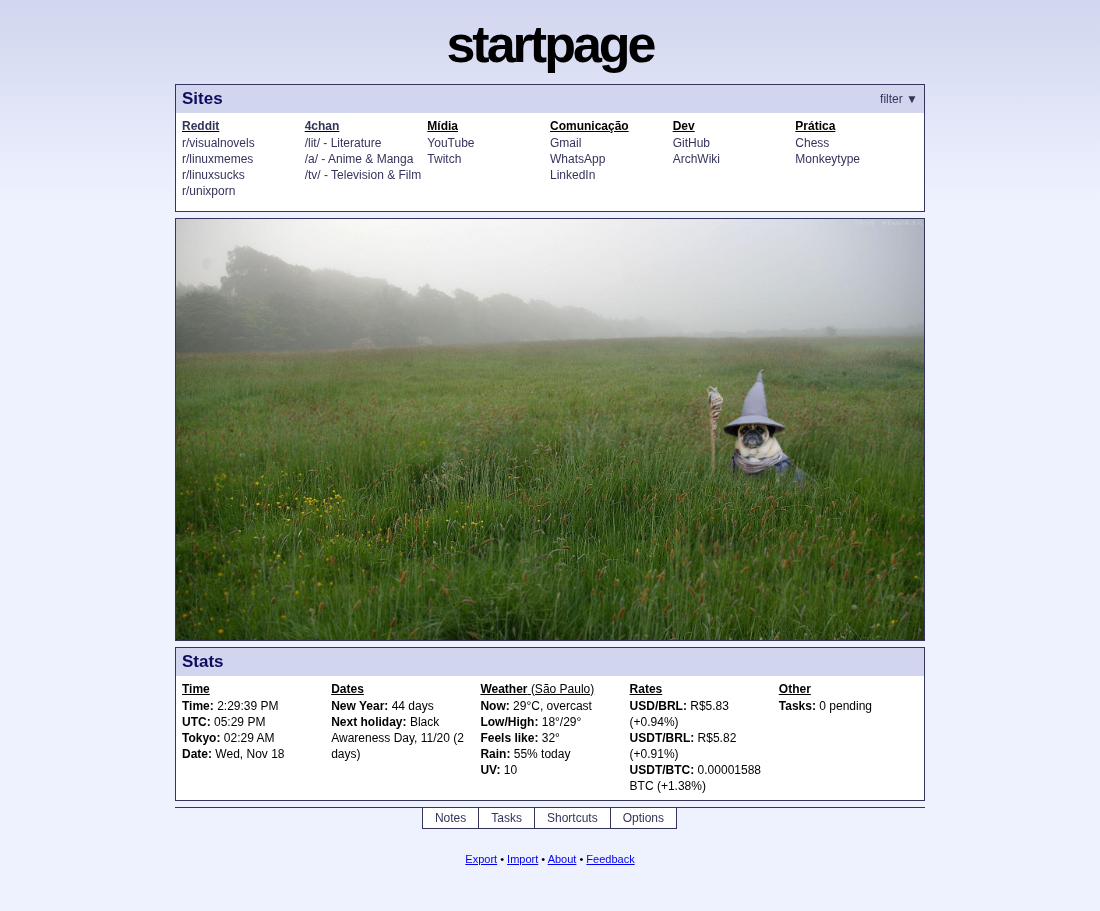 startpage
Sites
filter ▼
Reddit
r/visualnovels
r/linuxmemes
r/linuxsucks
r/unixporn
4chan
/lit/ - Literature
/a/ - Anime & Manga
/tv/ - Television & Film
Mídia
YouTube
Twitch
Comunicação
Gmail
WhatsApp
LinkedIn
Dev
GitHub
ArchWiki
Prática
Chess
Monkeytype
Stats
Time
Time: 2:29:39 PM
UTC: 05:29 PM
Tokyo: 02:29 AM
Date: Wed, Nov 18
Dates
New Year: 44 days
Next holiday: Black
Awareness Day, 11/20 (2
days)
Weather (São Paulo)
Now: 29°C, overcast
Low/High: 18°/29°
Feels like: 32°
Rain: 55% today
UV: 10
Rates
USD/BRL: R$5.83
(+0.94%)
USDT/BRL: R$5.82
(+0.91%)
USDT/BTC: 0.00001588
BTC (+1.38%)
Other
Tasks: 0 pending
Notes
Tasks
Shortcuts
Options
Export • Import • About • Feedback